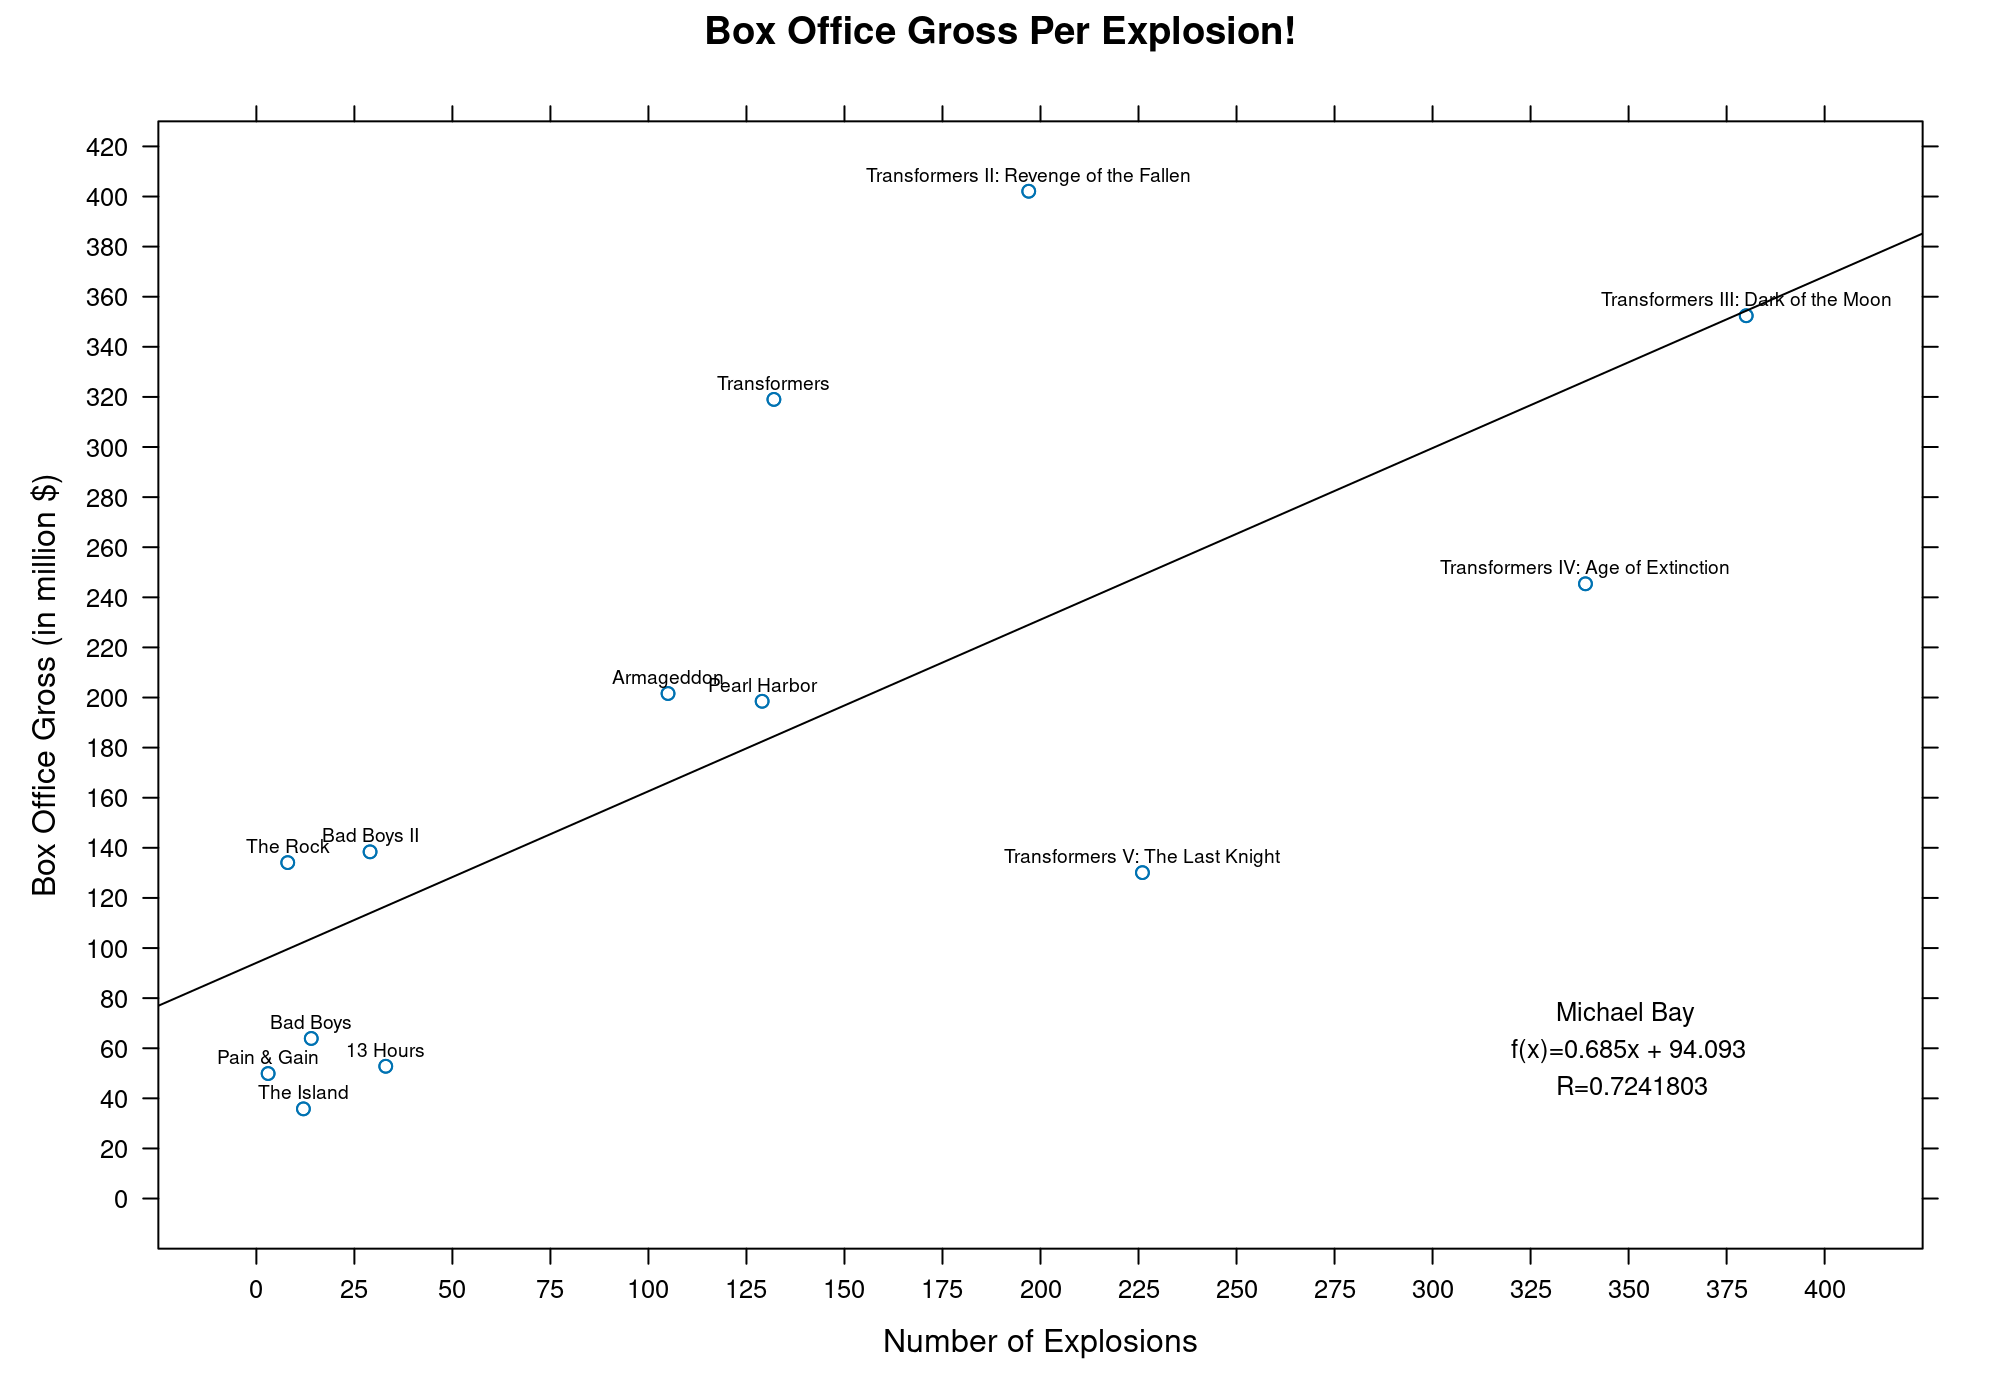 Box Office Gross Per Explosion!
Box Office Gross (in million $)
420
400
380
360
340
320
300
280
260
240
220
200
180
160
140
120
100
80
60
40
20
0
Transformers II: Revenge of the Fallen
Transformers III: Dark of the Moon
Transformers
Transformers IV: Age of Extinction
Armageddon
Pearl Harbor
Bad Boys II
The Rock
Transformers V: The Last Knight
Bad Boys
13 Hours
Pain & Gain
The Island
Michael Bay
f(x)=0.685x + 94.093
R=0.7241803
0 25 50 75 100 125 150 175 200 225 250 275 300 325 350 375 400
Number of Explosions